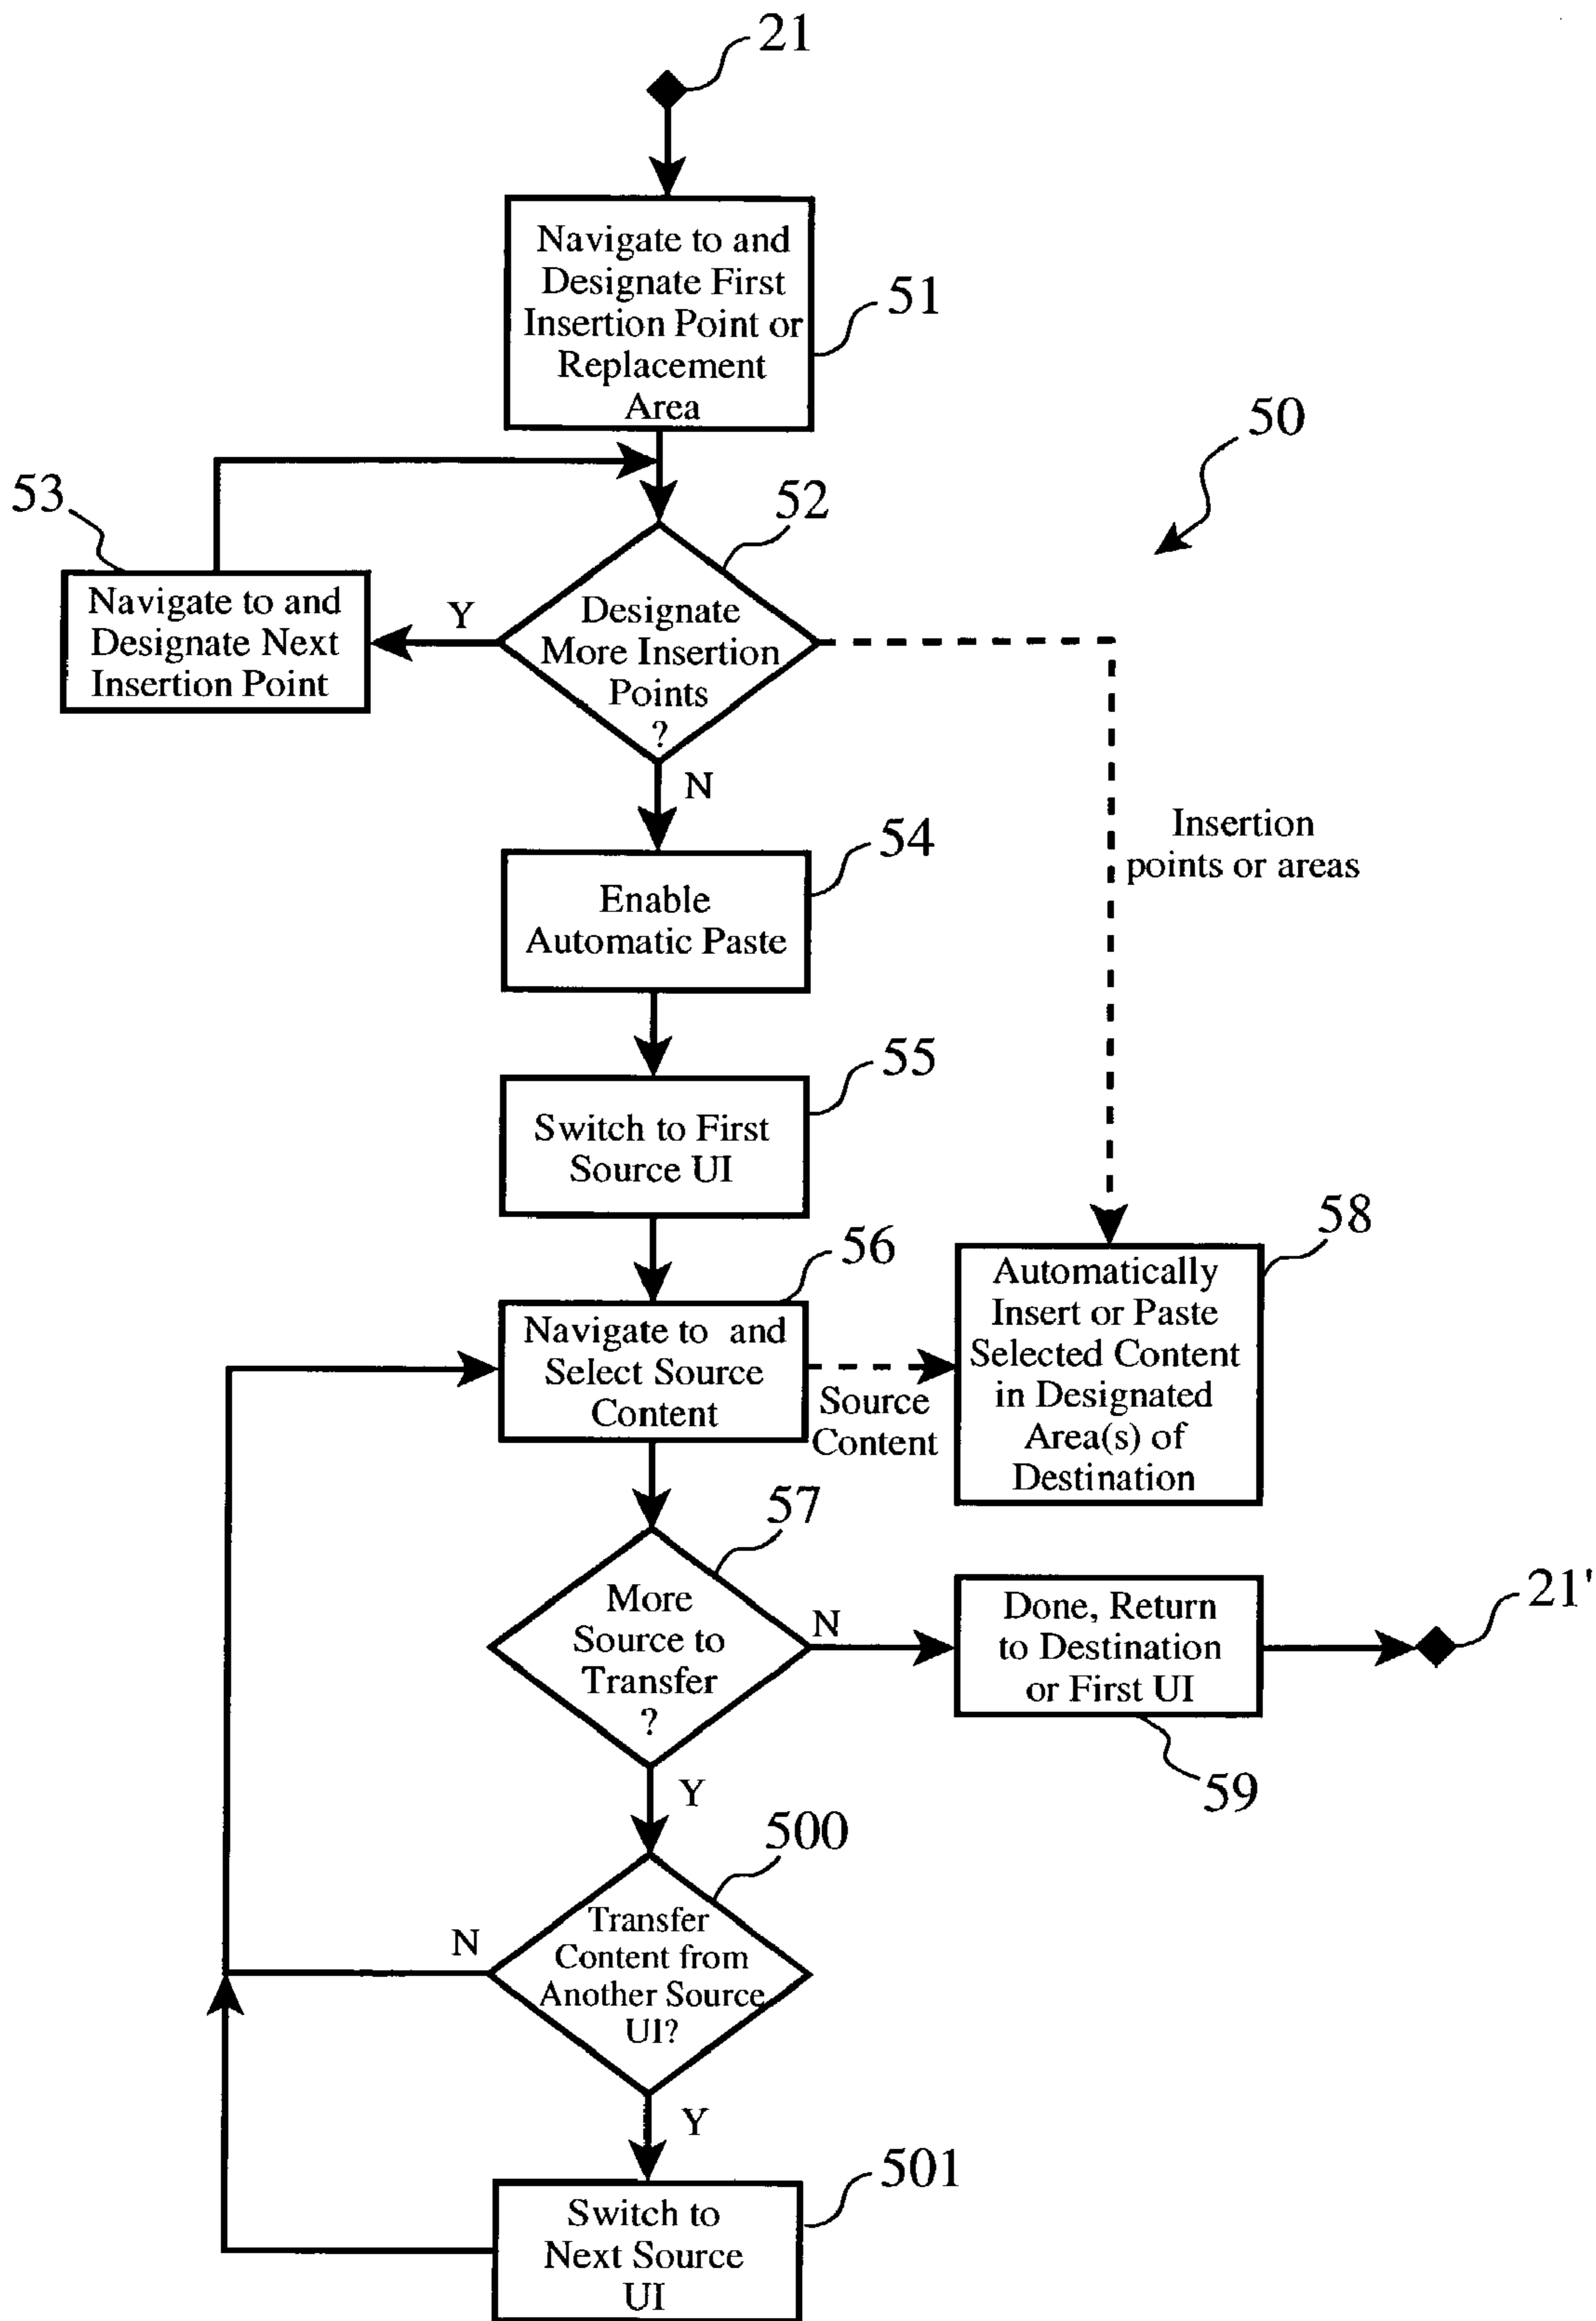 21
Navigate to and
Designate First
Insertion Point or
Replacement
Area
51
50
53
52
Navigate to and
Designate Next
Insertion Point
Y
Designate
More Insertion
Points
?
N
Insertion
points or areas
54
Enable
Automatic Paste
55
Switch to First
Source UI
56
58
Navigate to and
Select Source
Content
Source
Content
Automatically
Insert or Paste
Selected Content
in Designated
Area(s) of
Destination
57
More
Source to
Transfer
?
N
Done, Return
to Destination
or First UI
21'
59
Y
500
Transfer
Content from
Another Source
UI?
N
Y
501
Switch to
Next Source
UI